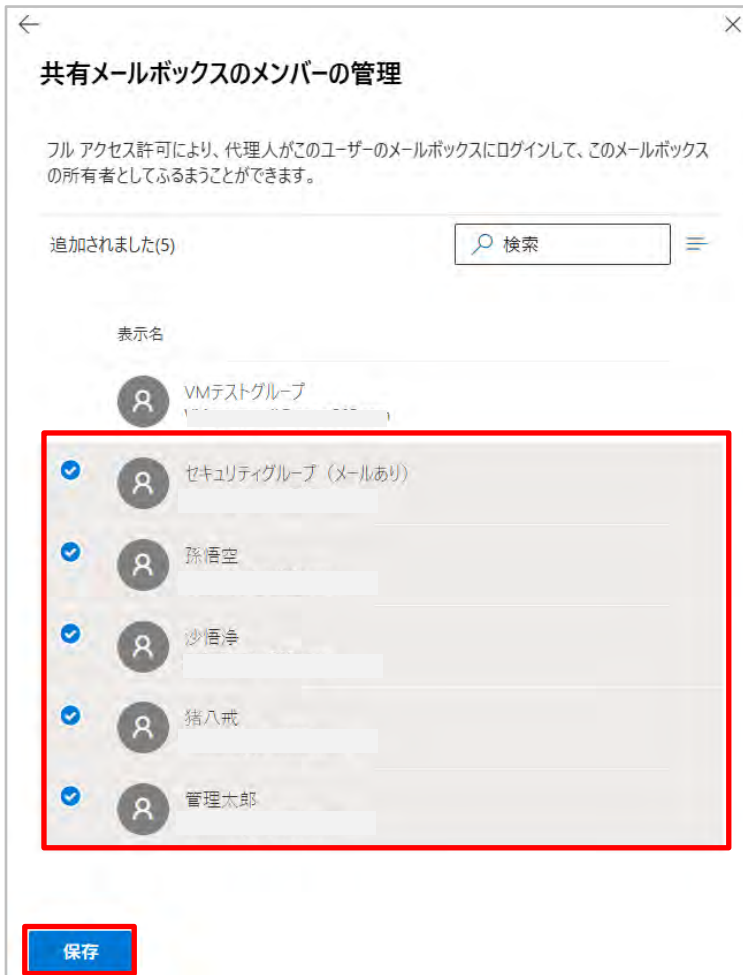 共有メールボックスのメンバーの管理
フル アクセス許可により、代理人がこのユーザーのメールボックスにログインして、このメールボックス
の所有者としてふるまうことができます。
追加されました(5)
検索
表示名
VMテストグループ
セキュリティグループ（メールあり）
孫悟空
沙悟浄
猪八戒
管理太郎
保存